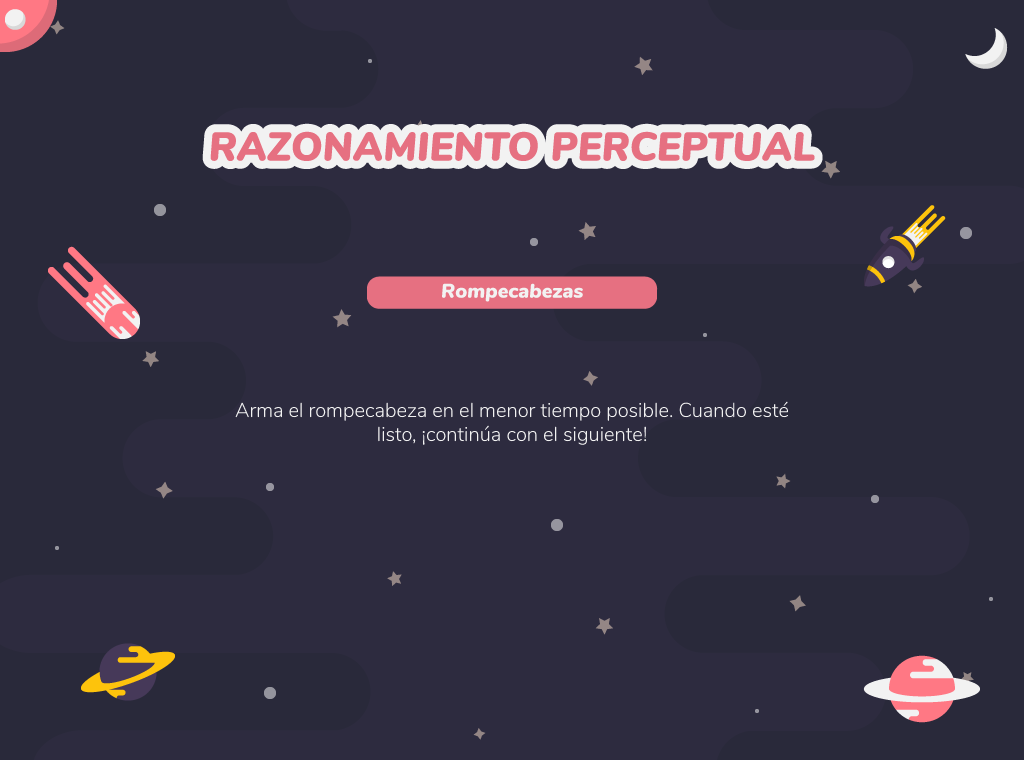 RAZONAMIENTO PERCEPTUAL
Rompecabezas
Arma el rompecabeza en el menor tiempo posible. Cuando esté
listo, ¡continúa con el siguiente!